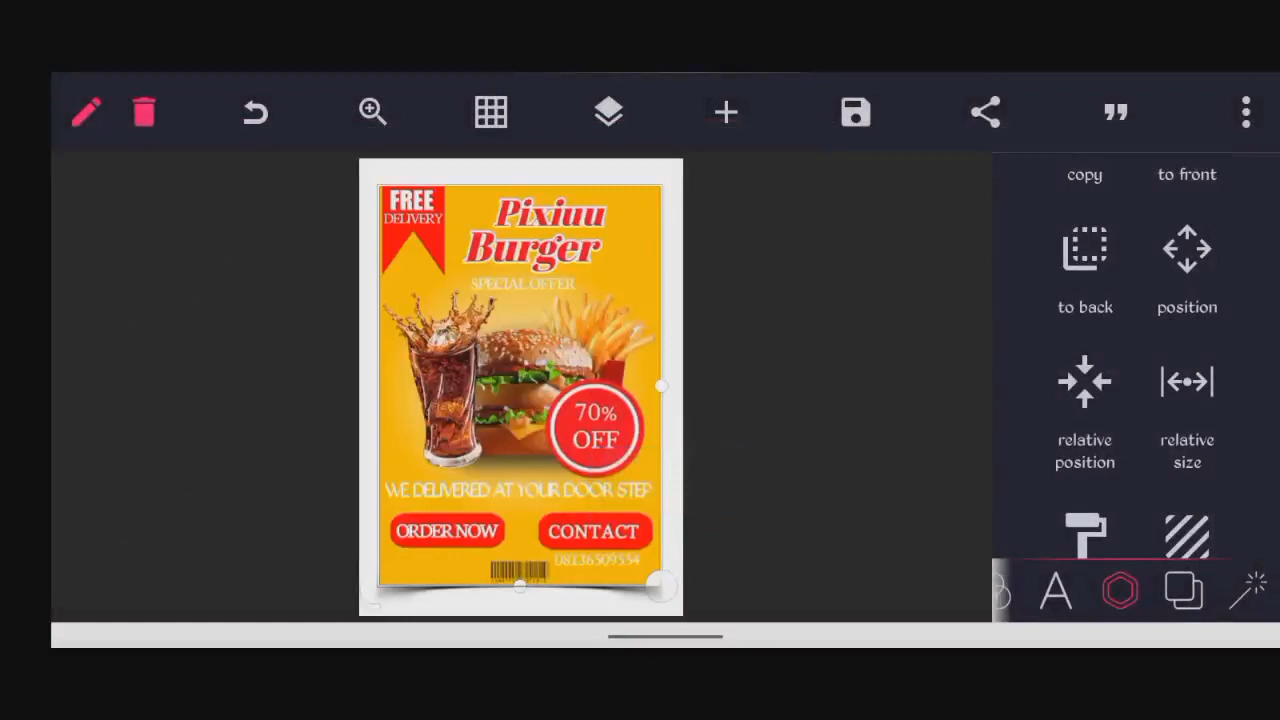 copy
to front
FREE
DELIVERY
Pixiuu
Burger
SPECIAL OFFER
to back
position
70%
OFF
relative
position
relative
size
WE DELIVERED AT YOUR DOOR STEP
ORDER NOW
CONTACT
08136509554